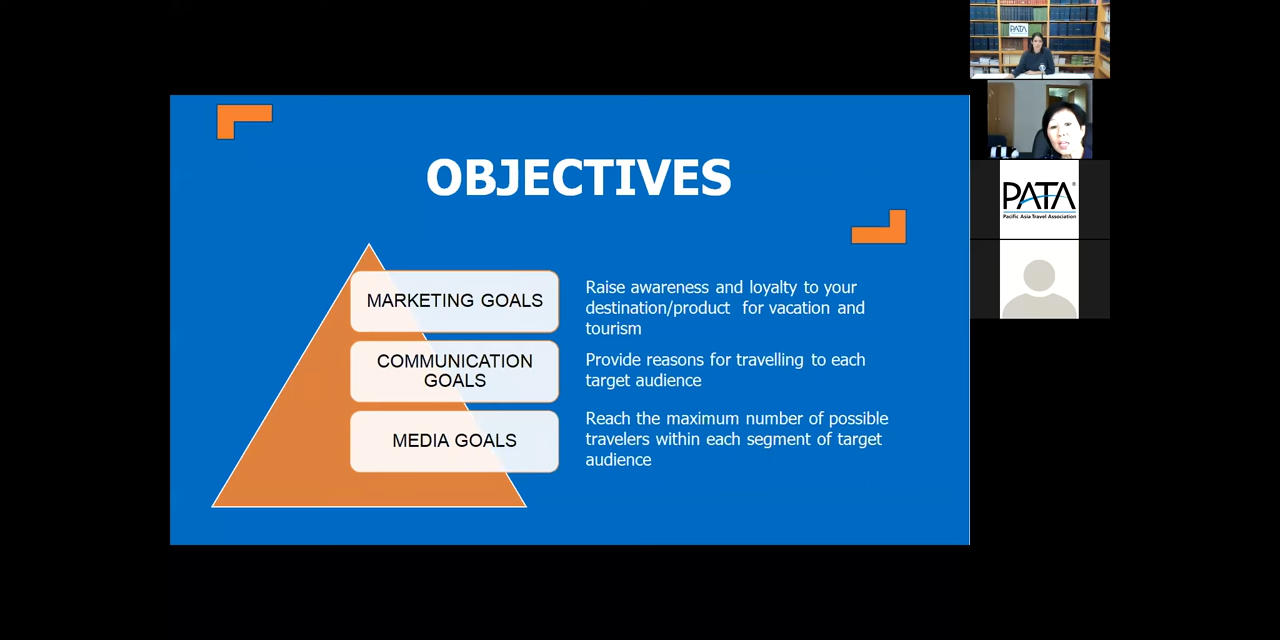 OBJECTIVES
MARKETING GOALS
Raise awareness and loyalty to your
destination/product for vacation and
tourism
COMMUNICATION
GOALS
Provide reasons for travelling to each
target audience
MEDIA GOALS
Reach the maximum number of possible
travelers within each segment of target
audience
PATA
PATA®
Pacific Asia Travel Association